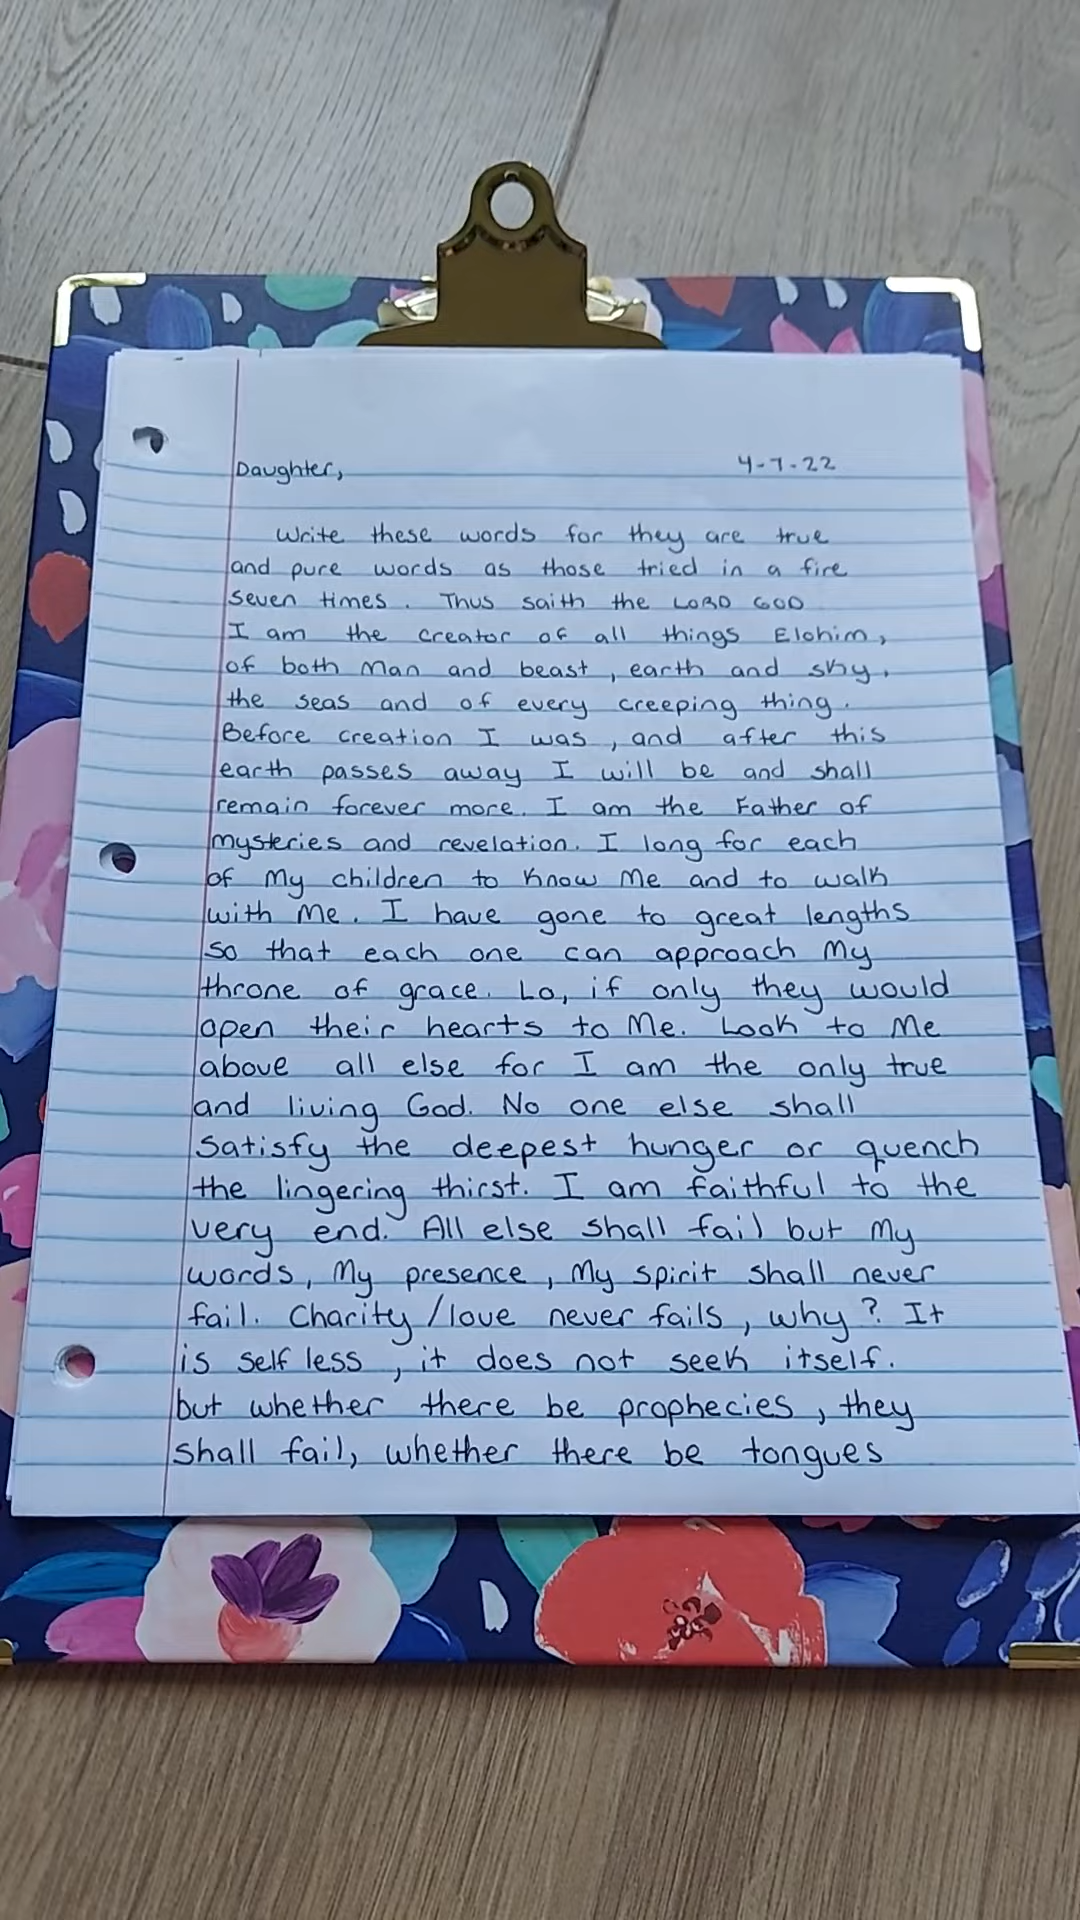 Daughter, 4-7-22
Write these words for they are true
and pure words as those tried in a fire
seven times. Thus saith the LORD GOD
I am the creator of all things Elohim,
of both Man and beast, earth and sky,
the seas and of every creeping thing.
Before creation I was, and after this
earth passes away I will be and shall
remain forever more. I am the Father of
mysteries and revelation. I long for each
of My children to know Me and to walk
with Me. I have gone to great lengths
so that each one can approach My
throne of grace. Lo, if only they would
open their hearts to Me. Look to Me
above all else for I am the only true
and living God. No one else shall
satisfy the deepest hunger or quench
the lingering thirst. I am faithful to the
very end. All else shall fail but My
words, My presence, My spirit shall never
fail. Charity/love never fails, why? It
is self less, it does not seek itself.
but whether there be prophecies, they
shall fail, whether there be tongues